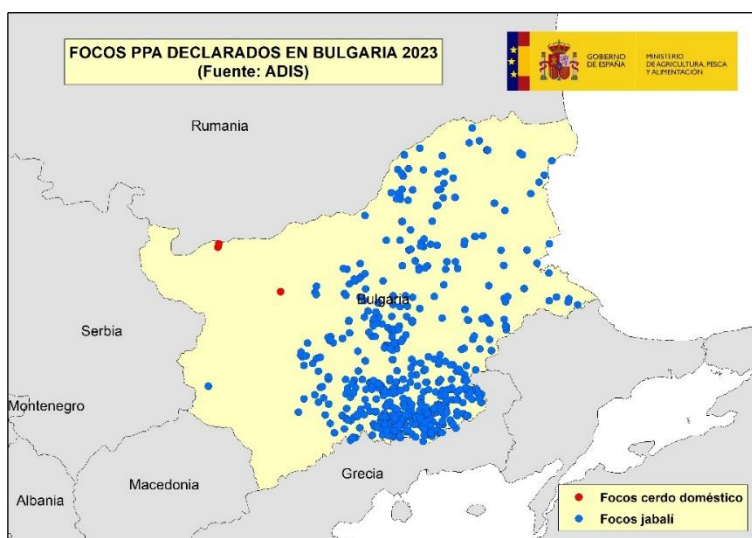 FOCOS PPA DECLARADOS EN BULGARIA 2023
(Fuente: ADIS)
GOBIERNO
DE ESPAÑA
MINISTERIO
DE AGRICULTURA, PESCA
Y ALIMENTACIÓN
Rumania
Bulgaria
Serbia
Montenegro
Grecia
Macedonia
Albania
Focos cerdo doméstico
Focos jabalí